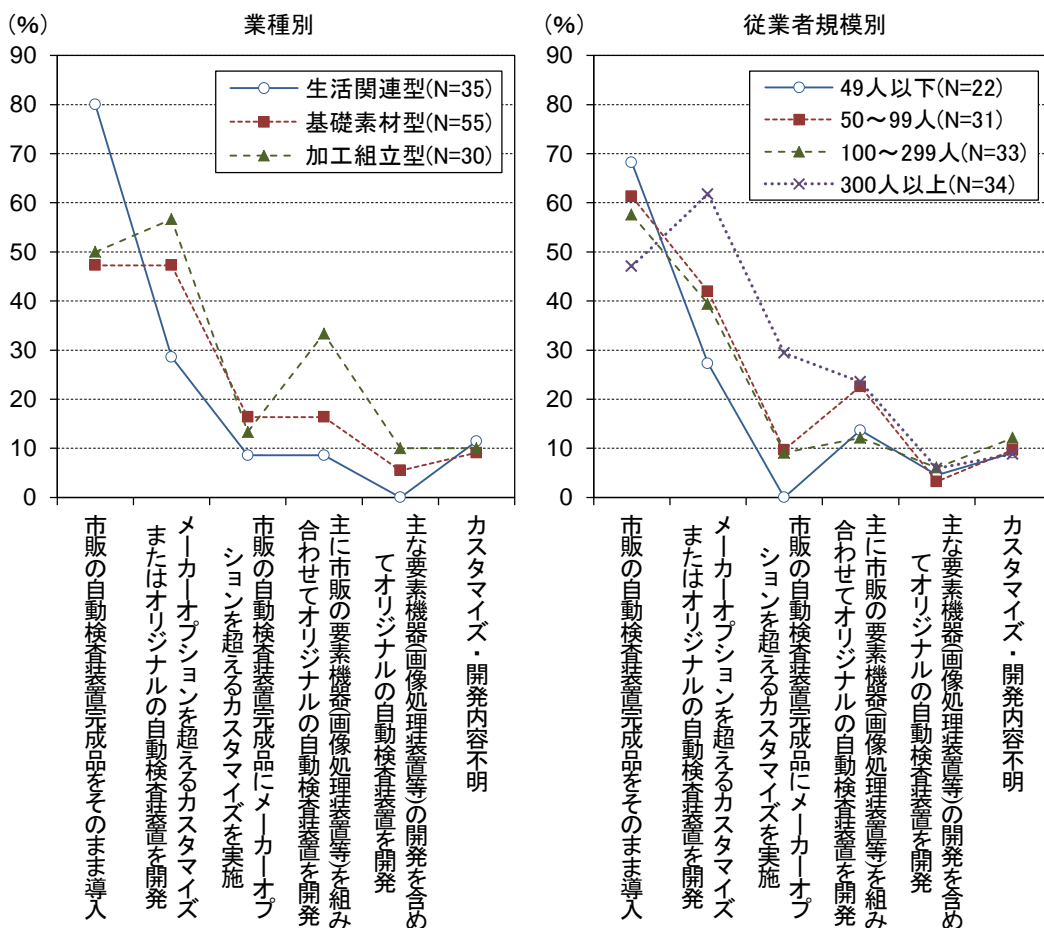 (%)
業種別
90
80
70
60
50
40
30
20
10
0
生活関連型(N=35)
基礎素材型(N=55)
加工組立型(N=30)
市販の自動検査装置完成品をそのまま導入
メーカーオプションを超えるカスタマイズ
またはオリジナルの自動検査装置を開発
市販の自動検査装置完成品にメーカーオプ
ションを超えるカスタマイズを実施
主に市販の要素機器(画像処理装置等)を組み
合わせてオリジナルの自動検査装置を開発
主な要素機器(画像処理装置等)の開発を含め
てオリジナルの自動検査装置を開発
カスタマイズ・開発内容不明
(%)
従業者規模別
90
80
70
60
50
40
30
20
10
0
49人以下(N=22)
50~99人(N=31)
100~299人(N=33)
300人以上(N=34)
市販の自動検査装置完成品をそのまま導入
メーカーオプションを超えるカスタマイズ
またはオリジナルの自動検査装置を開発
市販の自動検査装置完成品にメーカーオプ
ションを超えるカスタマイズを実施
主に市販の要素機器(画像処理装置等)を組み
合わせてオリジナルの自動検査装置を開発
主な要素機器(画像処理装置等)の開発を含め
てオリジナルの自動検査装置を開発
カスタマイズ・開発内容不明